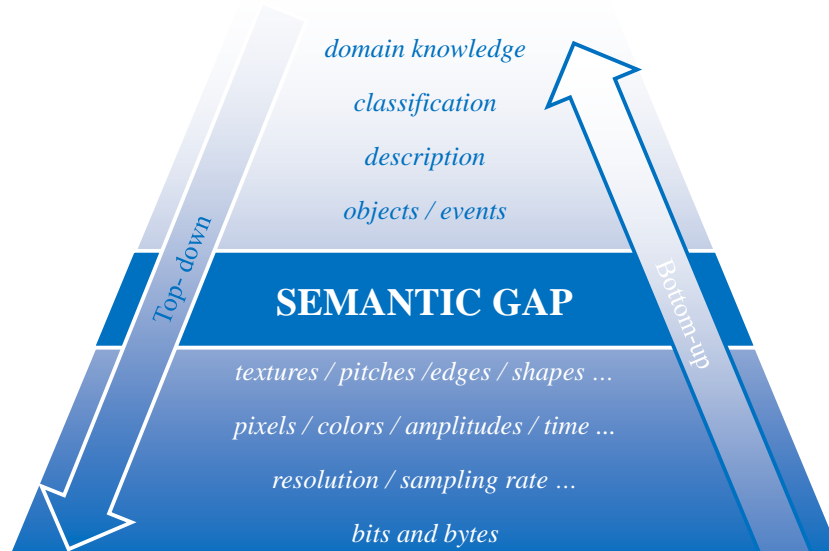 domain knowledge
classification
description
objects / events
Top- down
SEMANTIC GAP
Bottom-up
textures / pitches /edges / shapes ...
pixels / colors / amplitudes / time ...
resolution / sampling rate ...
bits and bytes